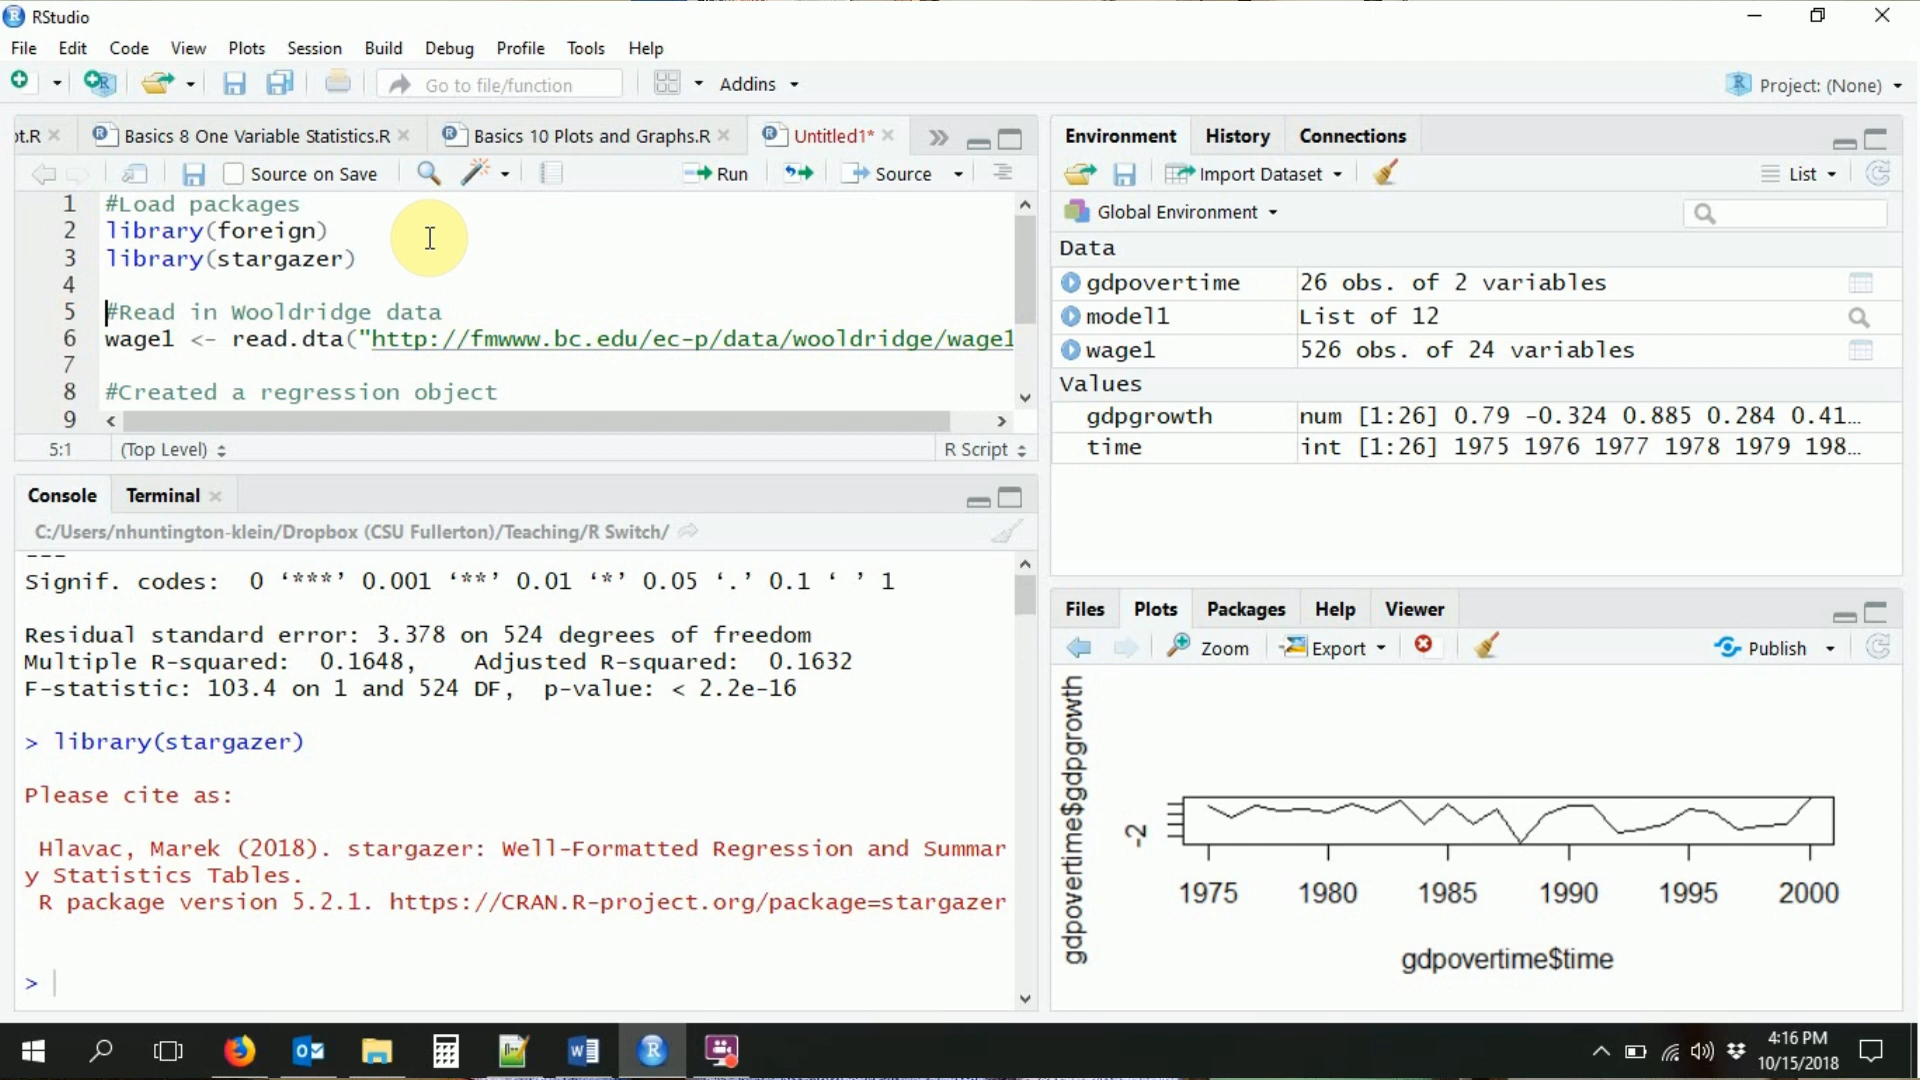 RStudio
File Edit Code View Plots Session Build Debug Profile Tools Help
Go to file/function Addins Project: (None)
ot.R Basics 8 One Variable Statistics.R Basics 10 Plots and Graphs.R Untitled1*
Source on Save Run Source
1 #Load packages
2 library(foreign)
3 library(stargazer)
4
5 #Read in Wooldridge data
6 wage1 <- read.dta("http://fmwww.bc.edu/ec-p/data/wooldridge/wage1
7
8 #Created a regression object
9
5:1 (Top Level) R Script
Console Terminal
C:/Users/nhuntington-klein/Dropbox (CSU Fullerton)/Teaching/R Switch/
---
Signif. codes:  0 ‘***’ 0.001 ‘**’ 0.01 ‘*’ 0.05 ‘.’ 0.1 ‘ ’ 1
Residual standard error: 3.378 on 524 degrees of freedom
Multiple R-squared:  0.1648,    Adjusted R-squared:  0.1632
F-statistic: 103.4 on 1 and 524 DF,  p-value: < 2.2e-16
> library(stargazer)
Please cite as:
Hlavac, Marek (2018). stargazer: Well-Formatted Regression and Summar
y Statistics Tables.
R package version 5.2.1. https://CRAN.R-project.org/package=stargazer
>
Environment History Connections
Import Dataset List
Global Environment
Data
gdpovertime 26 obs. of 2 variables
model1 List of 12
wage1 526 obs. of 24 variables
Values
gdpgrowth num [1:26] 0.79 -0.324 0.885 0.284 0.41…
time int [1:26] 1975 1976 1977 1978 1979 198…
Files Plots Packages Help Viewer
Zoom Export Publish
gdpovertime$gdpgrowth
-2
1975 1980 1985 1990 1995 2000
gdpovertime$time
4:16 PM
10/15/2018